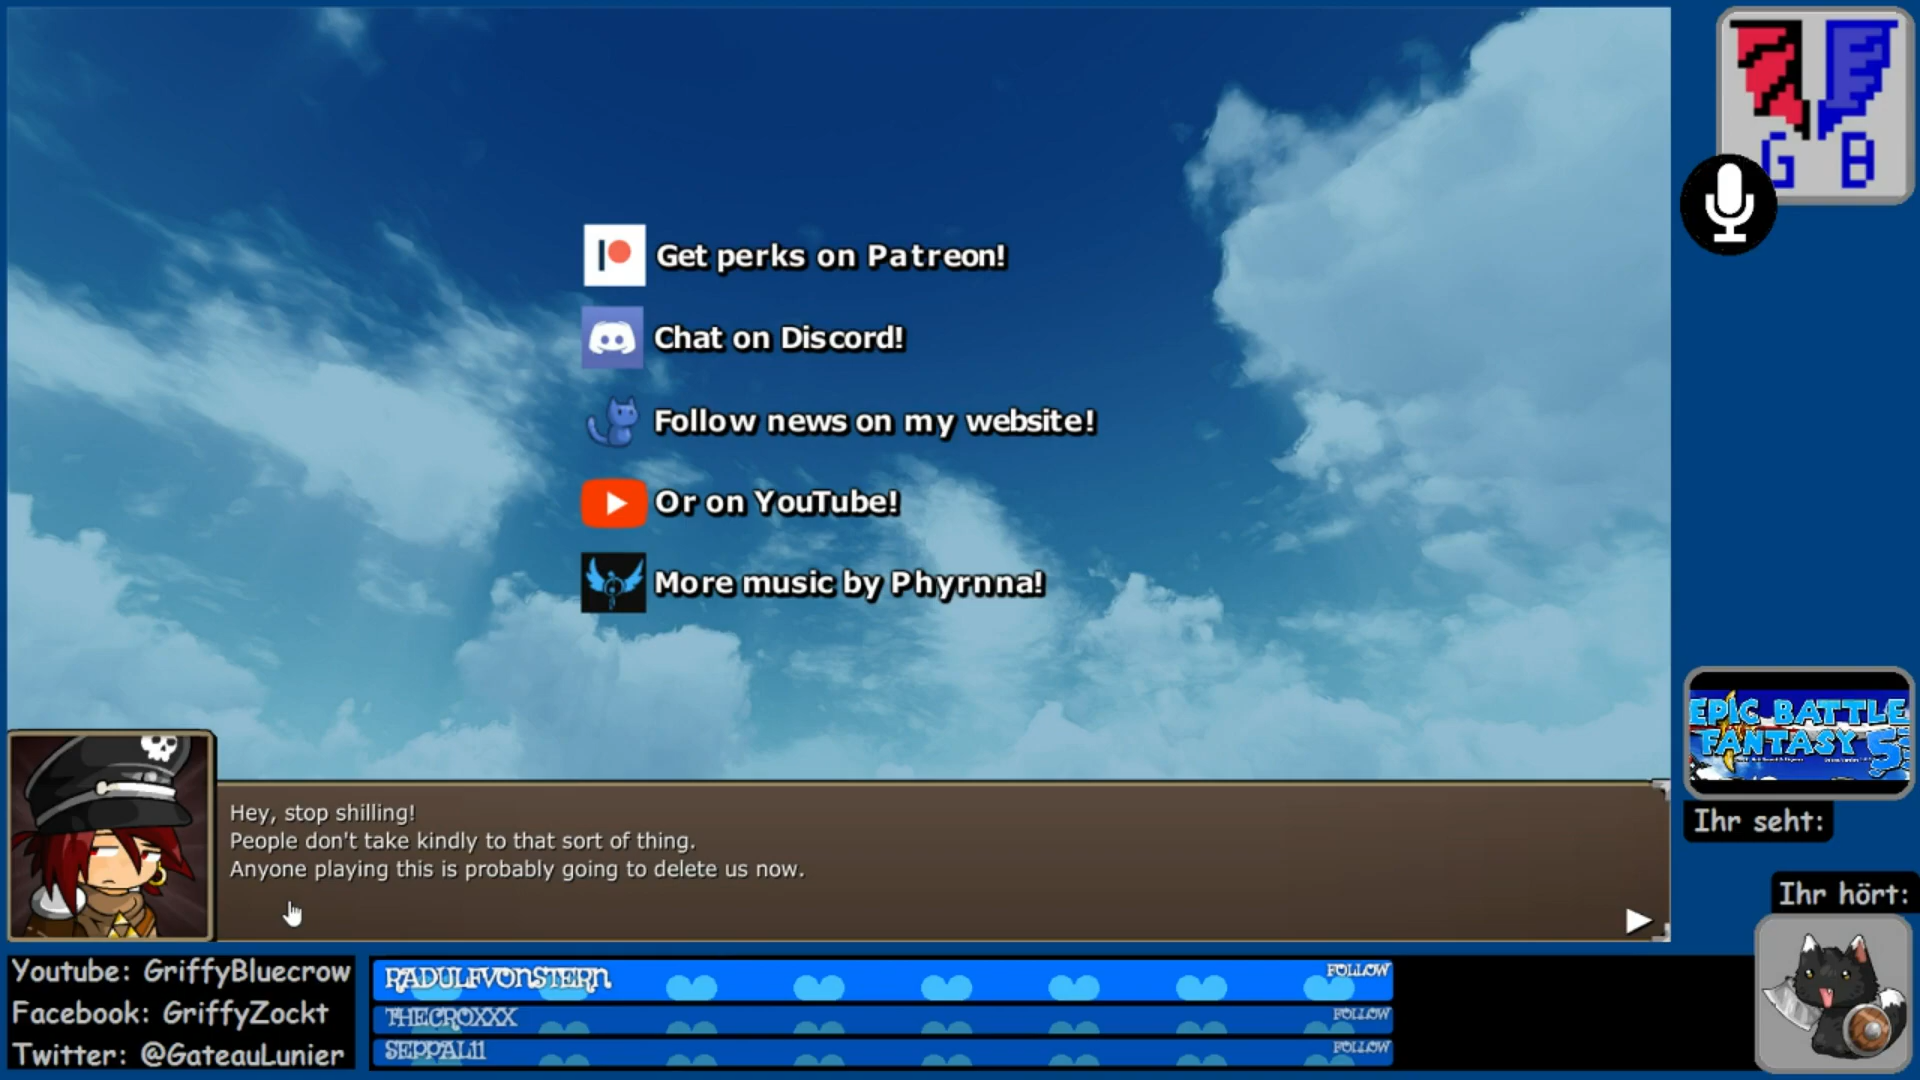 G B
Get perks on Patreon!
Chat on Discord!
Follow news on my website!
Or on YouTube!
More music by Phyrnna!
EPIC BATTLE
FANTASY 5
Ihr seht:
Hey, stop shilling!
People don't take kindly to that sort of thing.
Anyone playing this is probably going to delete us now.
Ihr hört:
Youtube: GriffyBluecrow
Facebook: GriffyZockt
Twitter: @GateauLunier
RADULFVONSTERN FOLLOW
THECROXXX FOLLOW
SEPPAL11 FOLLOW